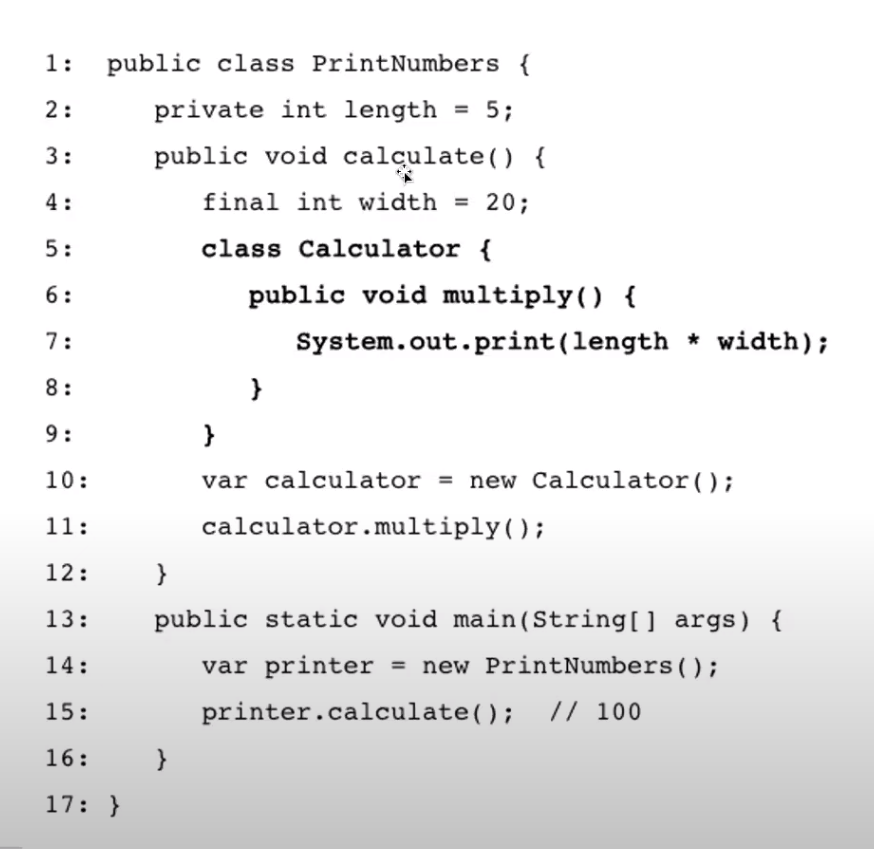 1: public class PrintNumbers {
2:    private int length = 5;
3:    public void calculate() {
4:       final int width = 20;
5:       class Calculator {
6:          public void multiply() {
7:             System.out.print(length * width);
8:          }
9:       }
10:       var calculator = new Calculator();
11:       calculator.multiply();
12:    }
13:    public static void main(String[] args) {
14:       var printer = new PrintNumbers();
15:       printer.calculate();  // 100
16:    }
17: }